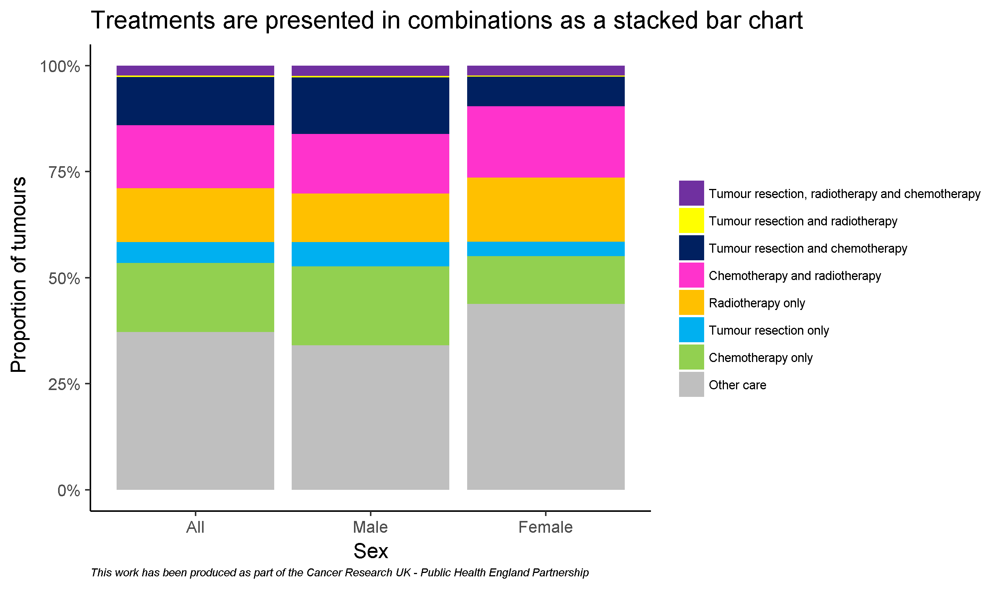 Treatments are presented in combinations as a stacked bar chart
100%
75%
50%
25%
0%
Proportion of tumours
All
Male
Female
Sex
Tumour resection, radiotherapy and chemotherapy
Tumour resection and radiotherapy
Tumour resection and chemotherapy
Chemotherapy and radiotherapy
Radiotherapy only
Tumour resection only
Chemotherapy only
Other care
This work has been produced as part of the Cancer Research UK - Public Health England Partnership